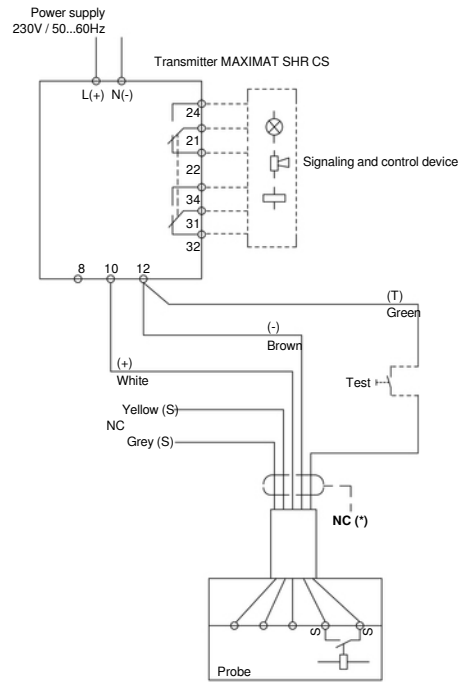 Power supply
230V / 50...60Hz
Transmitter MAXIMAT SHR CS
L(+) N(-)
24
21
22
34
31
32
Signaling and control device
8 10 12
(T)
Green
(-)
Brown
(+)
White
Test
Yellow (S)
NC
Grey (S)
NC (*)
S S
Probe